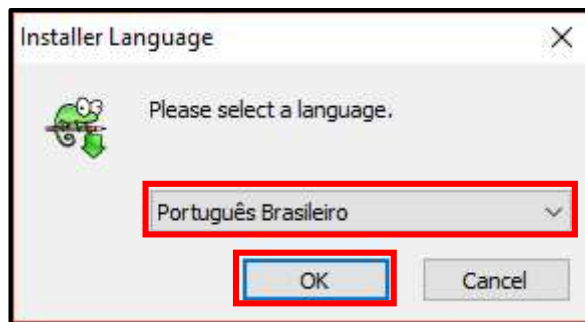 Installer Language
Please select a language.
Português Brasileiro
OK Cancel